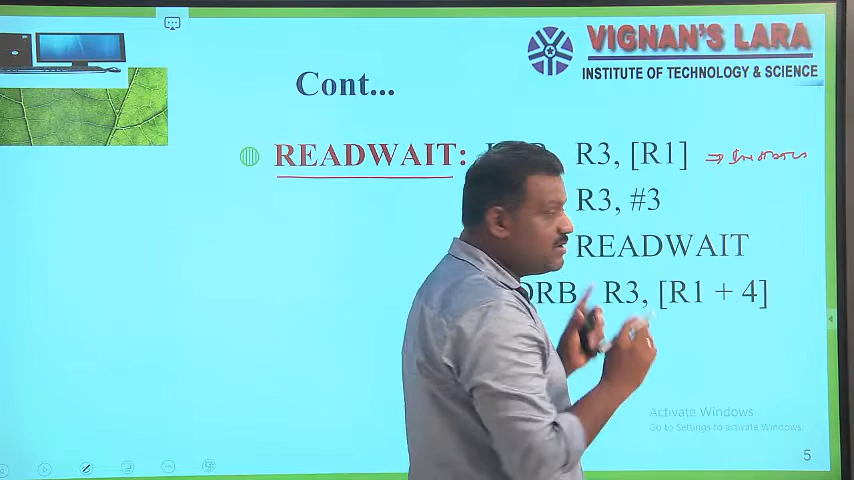 VIGNAN'S LARA
INSTITUTE OF TECHNOLOGY & SCIENCE
Cont...
READWAIT: R3, [R1]
R3, #3
READWAIT
RB R3, [R1 + 4]
Activate Windows
Go to Settings to activate Windows.
5